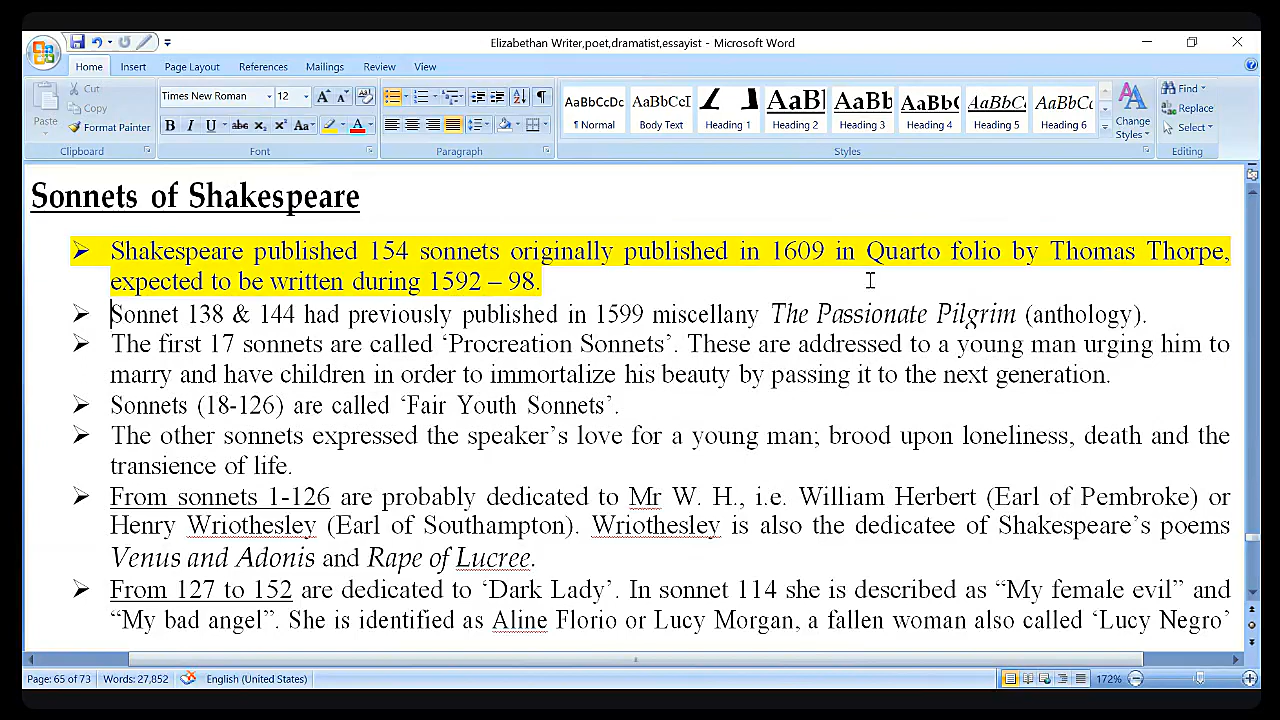 Elizabethan Writer,poet,dramatist,essayist - Microsoft Word
Home Insert Page Layout References Mailings Review View
Paste Cut Copy Format Painter Clipboard
Times New Roman 12 Font
Paragraph
AaBbCcDc AaBbCcI AaBl AaBb AaBbCc AaBbC AaBbCc
¶ Normal Body Text Heading 1 Heading 2 Heading 3 Heading 4 Heading 5 Heading 6 Styles
Change Styles
Find Replace Select Editing
Sonnets of Shakespeare
➢ Shakespeare published 154 sonnets originally published in 1609 in Quarto folio by Thomas Thorpe,
expected to be written during 1592 – 98.
➢ Sonnet 138 & 144 had previously published in 1599 miscellany The Passionate Pilgrim (anthology).
➢ The first 17 sonnets are called ‘Procreation Sonnets’. These are addressed to a young man urging him to
marry and have children in order to immortalize his beauty by passing it to the next generation.
➢ Sonnets (18-126) are called ‘Fair Youth Sonnets’.
➢ The other sonnets expressed the speaker’s love for a young man; brood upon loneliness, death and the
transience of life.
➢ From sonnets 1-126 are probably dedicated to Mr W. H., i.e. William Herbert (Earl of Pembroke) or
Henry Wriothesley (Earl of Southampton). Wriothesley is also the dedicatee of Shakespeare’s poems
Venus and Adonis and Rape of Lucree.
➢ From 127 to 152 are dedicated to ‘Dark Lady’. In sonnet 114 she is described as “My female evil” and
“My bad angel”. She is identified as Aline Florio or Lucy Morgan, a fallen woman also called ‘Lucy Negro’
Page: 65 of 73 Words: 27,852 English (United States) 172%